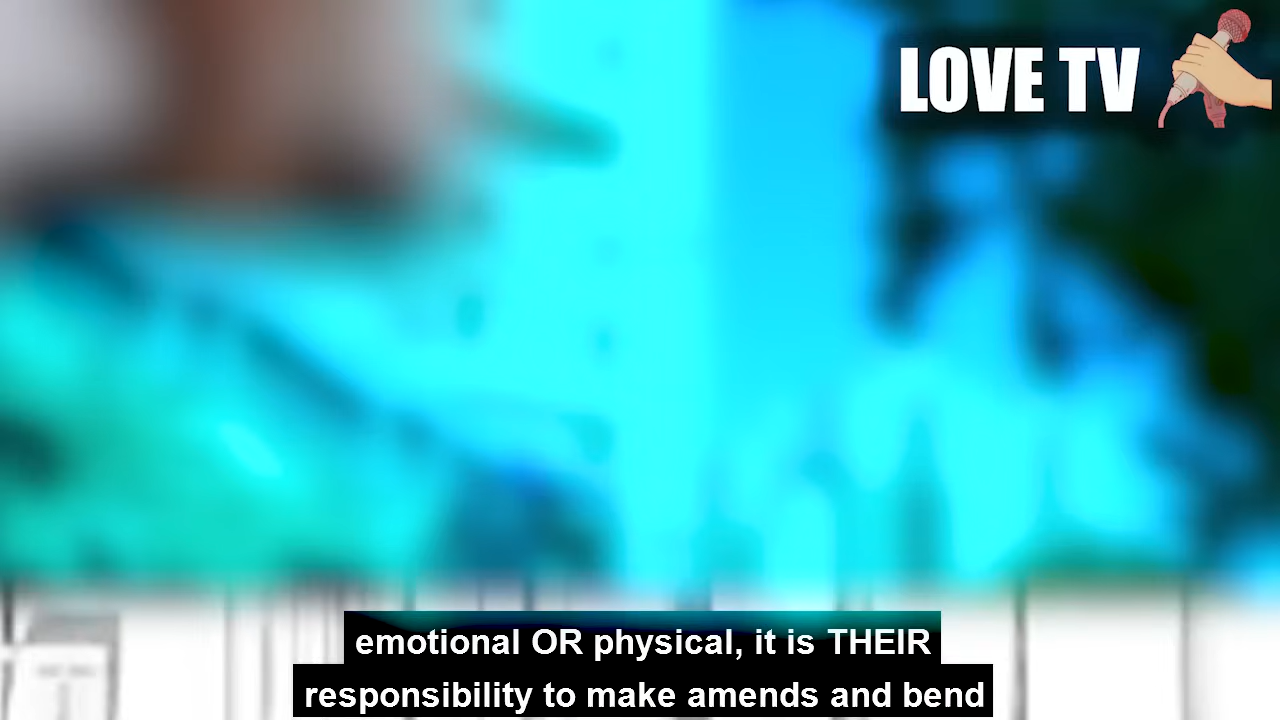 LOVE TV
emotional OR physical, it is THEIR
responsibility to make amends and bend